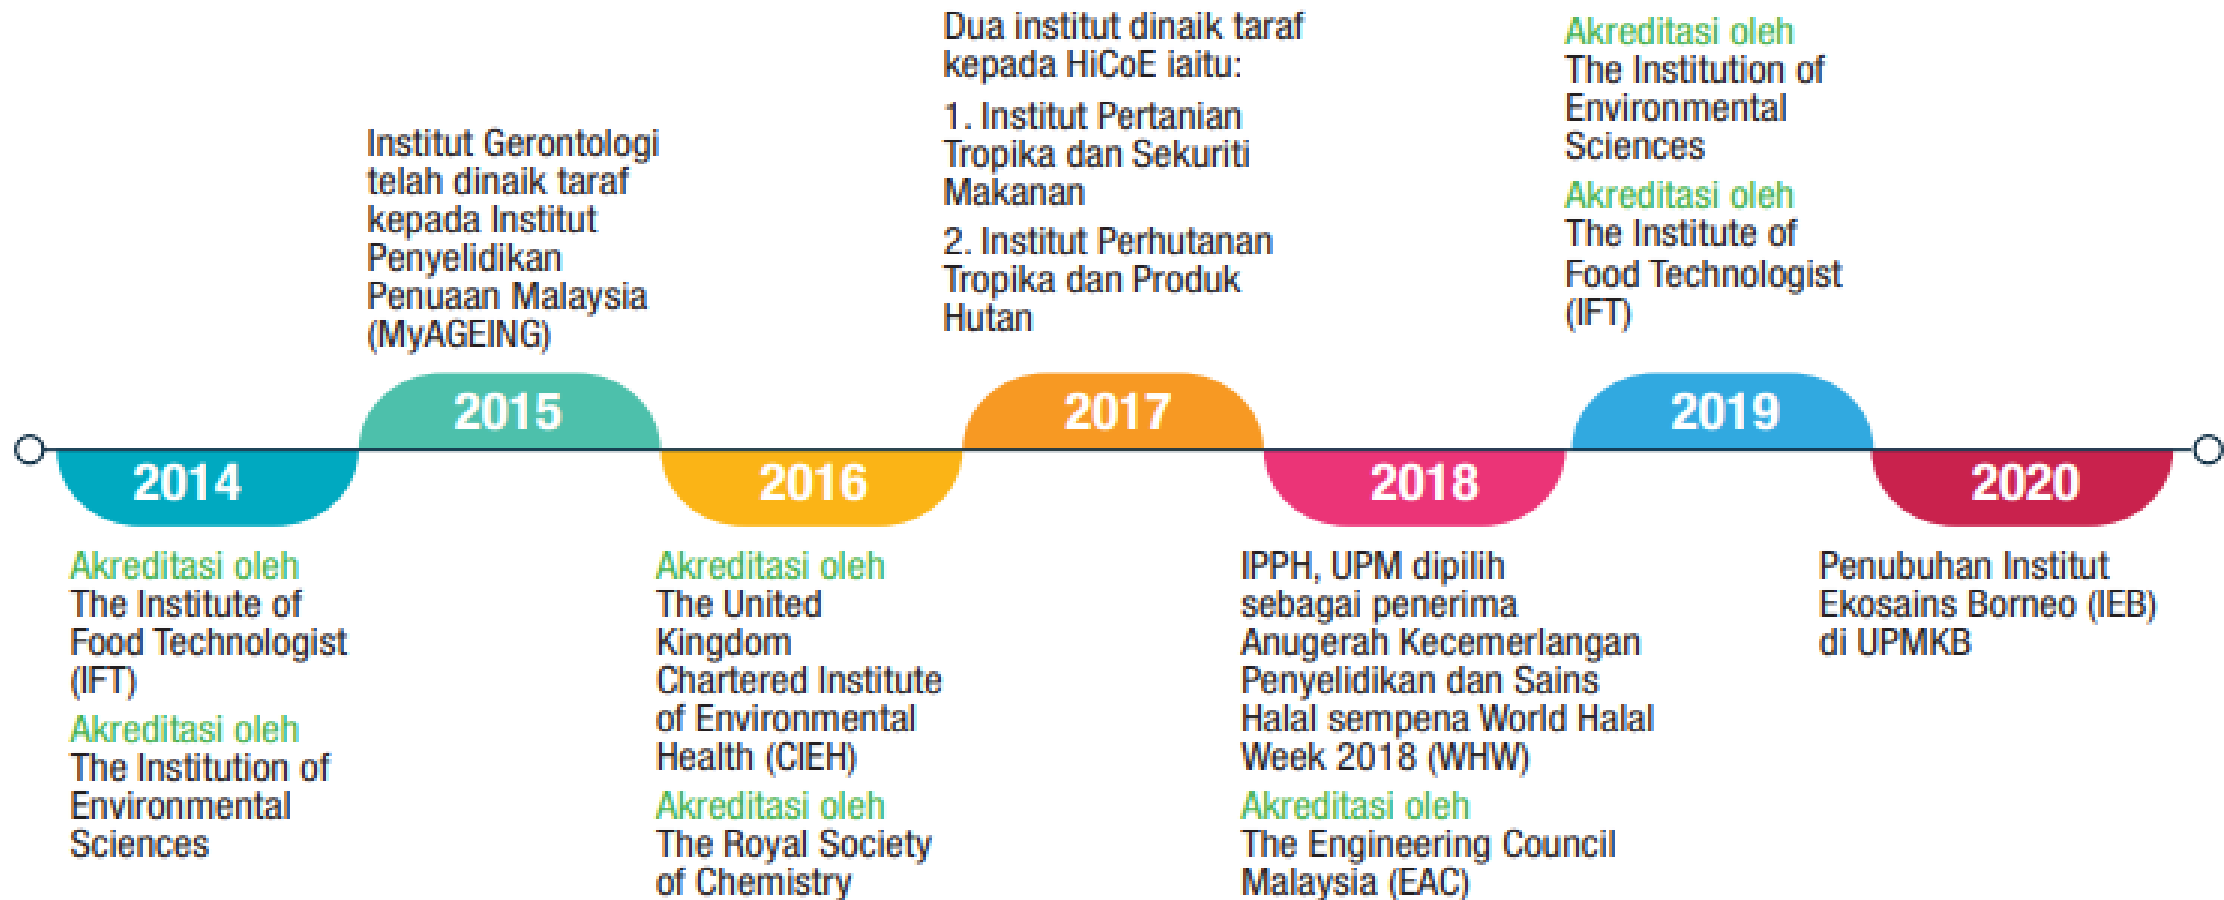 2014
Akreditasi oleh
The Institute of
Food Technologist
(IFT)
Akreditasi oleh
The Institution of
Environmental
Sciences
Institut Gerontologi
telah dinaik taraf
kepada Institut
Penyelidikan
Penuaan Malaysia
(MyAGEING)
2015
2016
Akreditasi oleh
The United
Kingdom
Chartered Institute
of Environmental
Health (CIEH)
Akreditasi oleh
The Royal Society
of Chemistry
Dua institut dinaik taraf
kepada HiCoE iaitu:
1. Institut Pertanian
Tropika dan Sekuriti
Makanan
2. Institut Perhutanan
Tropika dan Produk
Hutan
2017
2018
IPPH, UPM dipilih
sebagai penerima
Anugerah Kecemerlangan
Penyelidikan dan Sains
Halal sempena World Halal
Week 2018 (WHW)
Akreditasi oleh
The Engineering Council
Malaysia (EAC)
Akreditasi oleh
The Institution of
Environmental
Sciences
Akreditasi oleh
The Institute of
Food Technologist
(IFT)
2019
2020
Penubuhan Institut
Ekosains Borneo (IEB)
di UPMKB